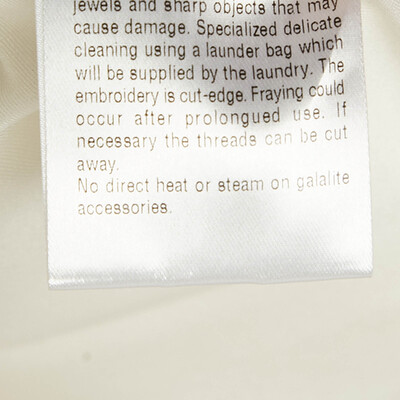 jewels and sharp objects that may
cause damage. Specialized delicate
cleaning using a launder bag which
will be supplied by the laundry. The
embroidery is cut-edge. Fraying could
occur after prolongued use. If
necessary the threads can be cut
away.
No direct heat or steam on galalite
accessories.